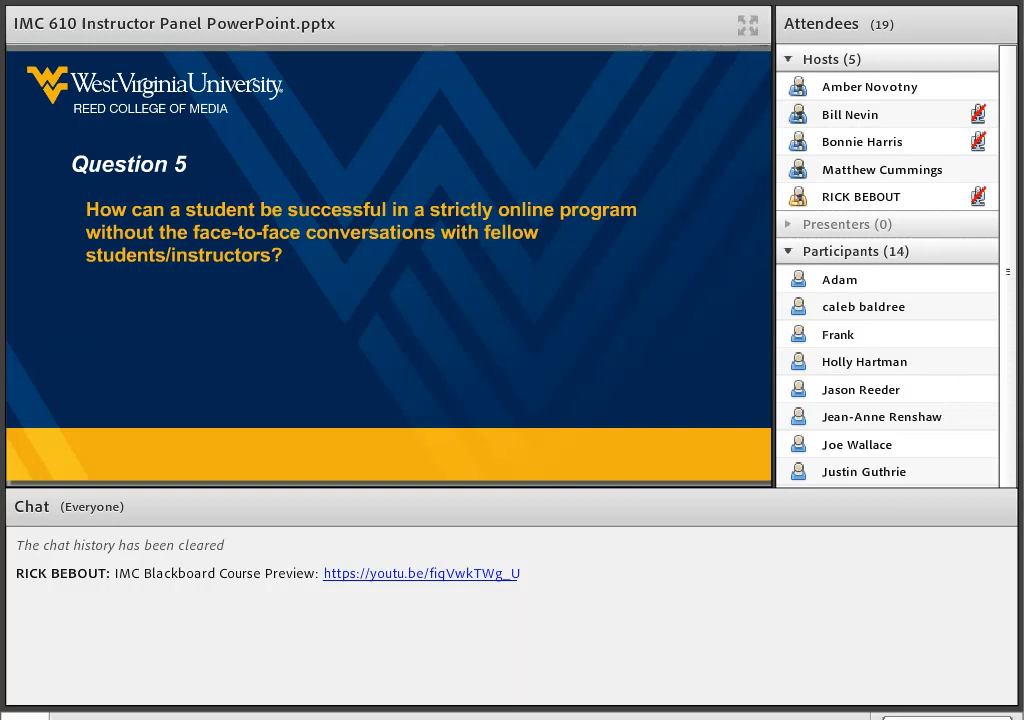 IMC 610 Instructor Panel PowerPoint.pptx
WestVirginiaUniversity®
REED COLLEGE OF MEDIA
Question 5
How can a student be successful in a strictly online program
without the face-to-face conversations with fellow
students/instructors?
Attendees (19)
Hosts (5)
Amber Novotny
Bill Nevin
Bonnie Harris
Matthew Cummings
RICK BEBOUT
Presenters (0)
Participants (14)
Adam
caleb baldree
Frank
Holly Hartman
Jason Reeder
Jean-Anne Renshaw
Joe Wallace
Justin Guthrie
Chat (Everyone)
The chat history has been cleared
RICK BEBOUT: IMC Blackboard Course Preview: https://youtu.be/fiqVwkTWg_U